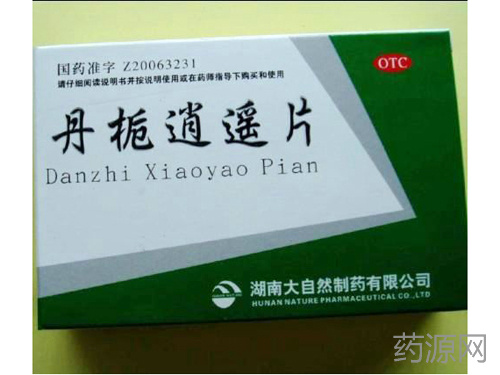 国药准字 Z20063231
OTC
请仔细阅读说明书并按说明使用或在药师指导下购买和使用
丹栀逍遥片
Danzhi Xiaoyao Pian
湖南大自然制药有限公司
HUNAN NATURE PHARMACEUTICAL CO.,LTD
药源网